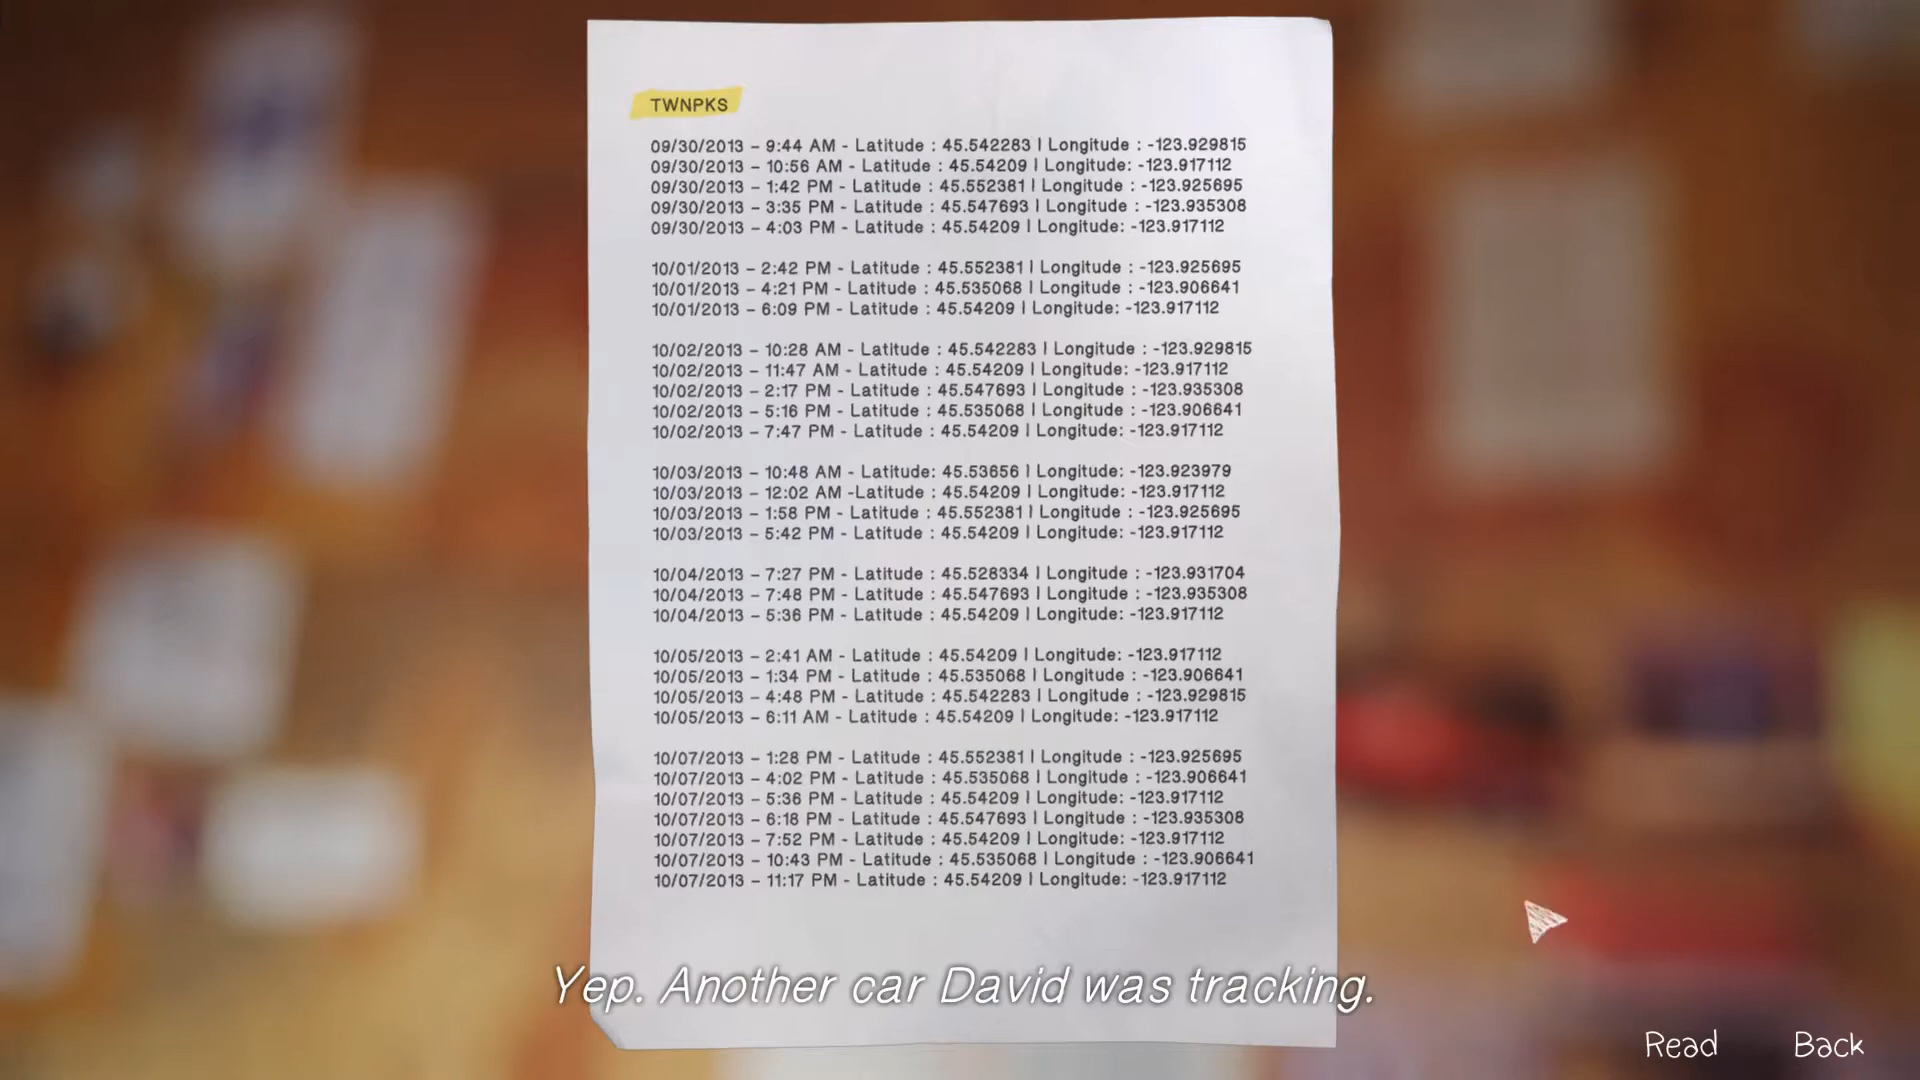 TWNPKS
09/30/2013 – 9:44 AM - Latitude : 45.542283 | Longitude : -123.929815
09/30/2013 – 10:56 AM - Latitude : 45.54209 | Longitude: -123.917112
09/30/2013 – 1:42 PM - Latitude : 45.552381 | Longitude : -123.925695
09/30/2013 – 3:35 PM - Latitude : 45.547693 | Longitude : -123.935308
09/30/2013 – 4:03 PM - Latitude : 45.54209 | Longitude: -123.917112
10/01/2013 – 2:42 PM - Latitude : 45.552381 | Longitude : -123.925695
10/01/2013 – 4:21 PM - Latitude : 45.535068 | Longitude : -123.906641
10/01/2013 – 6:09 PM - Latitude : 45.54209 | Longitude: -123.917112
10/02/2013 – 10:28 AM - Latitude : 45.542283 | Longitude : -123.929815
10/02/2013 – 11:47 AM - Latitude : 45.54209 | Longitude: -123.917112
10/02/2013 – 2:17 PM - Latitude : 45.547693 | Longitude : -123.935308
10/02/2013 – 5:16 PM - Latitude : 45.535068 | Longitude : -123.906641
10/02/2013 – 7:47 PM - Latitude : 45.54209 | Longitude: -123.917112
10/03/2013 – 10:48 AM - Latitude: 45.53656 | Longitude: -123.923979
10/03/2013 – 12:02 AM -Latitude : 45.54209 | Longitude: -123.917112
10/03/2013 – 1:58 PM - Latitude : 45.552381 | Longitude : -123.925695
10/03/2013 – 5:42 PM - Latitude : 45.54209 | Longitude: -123.917112
10/04/2013 – 7:27 PM - Latitude : 45.528334 | Longitude : -123.931704
10/04/2013 – 7:48 PM - Latitude : 45.547693 | Longitude : -123.935308
10/04/2013 – 5:36 PM - Latitude : 45.54209 | Longitude: -123.917112
10/05/2013 – 2:41 AM - Latitude : 45.54209 | Longitude: -123.917112
10/05/2013 – 1:34 PM - Latitude : 45.535068 | Longitude : -123.906641
10/05/2013 – 4:48 PM - Latitude : 45.542283 | Longitude : -123.929815
10/05/2013 – 6:11 AM - Latitude : 45.54209 | Longitude: -123.917112
10/07/2013 – 1:28 PM - Latitude : 45.552381 | Longitude : -123.925695
10/07/2013 – 4:02 PM - Latitude : 45.535068 | Longitude : -123.906641
10/07/2013 – 5:36 PM - Latitude : 45.54209 | Longitude: -123.917112
10/07/2013 – 6:18 PM - Latitude : 45.547693 | Longitude : -123.935308
10/07/2013 – 7:52 PM - Latitude : 45.54209 | Longitude: -123.917112
10/07/2013 – 10:43 PM - Latitude : 45.535068 | Longitude : -123.906641
10/07/2013 – 11:17 PM - Latitude : 45.54209 | Longitude: -123.917112
Yep. Another car David was tracking.
Read Back